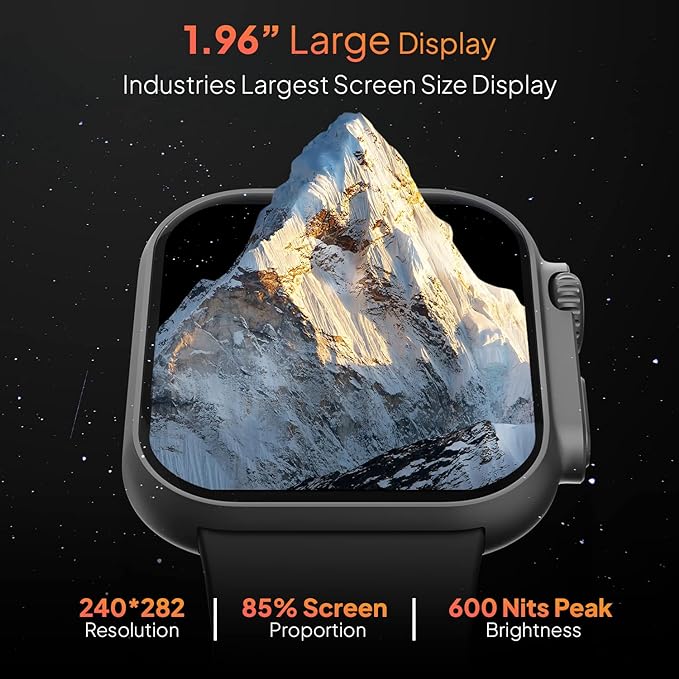 1.96” Large Display
Industries Largest Screen Size Display
240*282
Resolution
85% Screen
Proportion
600 Nits Peak
Brightness